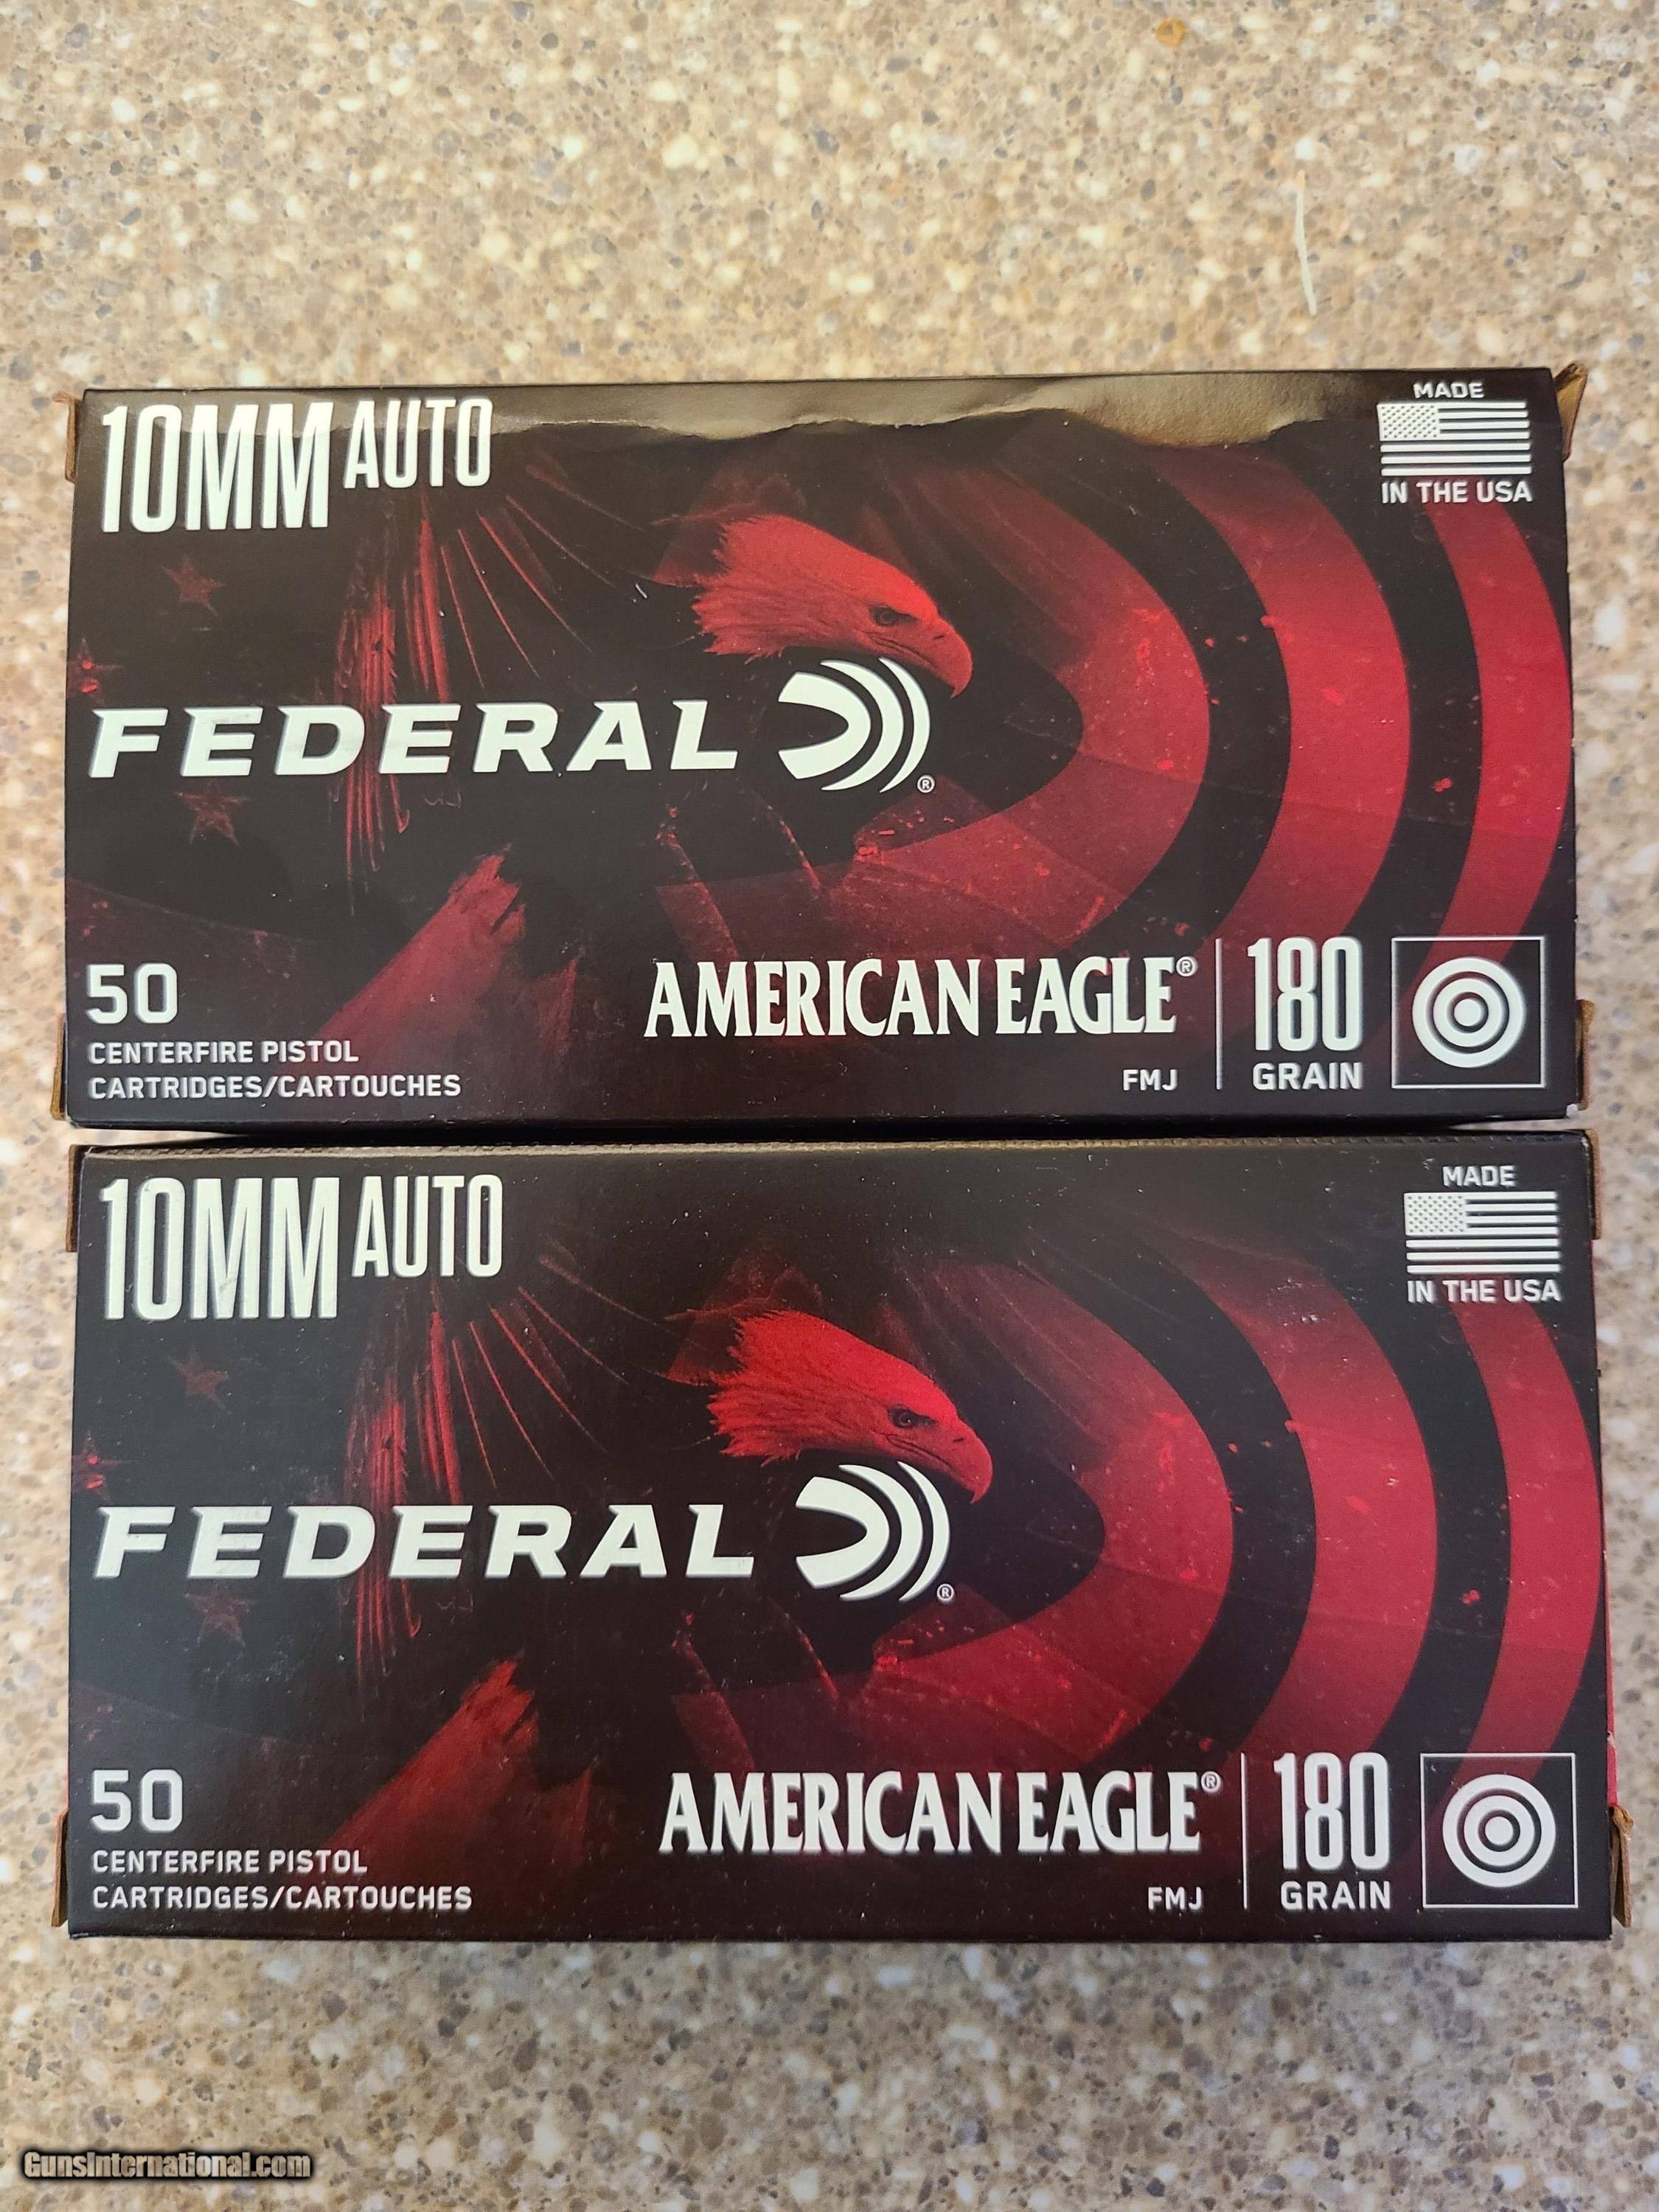 10MM AUTO
MADE
IN THE USA
FEDERAL®
50
CENTERFIRE PISTOL
CARTRIDGES/CARTOUCHES
AMERICAN EAGLE®
FMJ
180
GRAIN
10MM AUTO
MADE
IN THE USA
FEDERAL®
50
CENTERFIRE PISTOL
CARTRIDGES/CARTOUCHES
AMERICAN EAGLE®
FMJ
180
GRAIN
GunsInternational.com